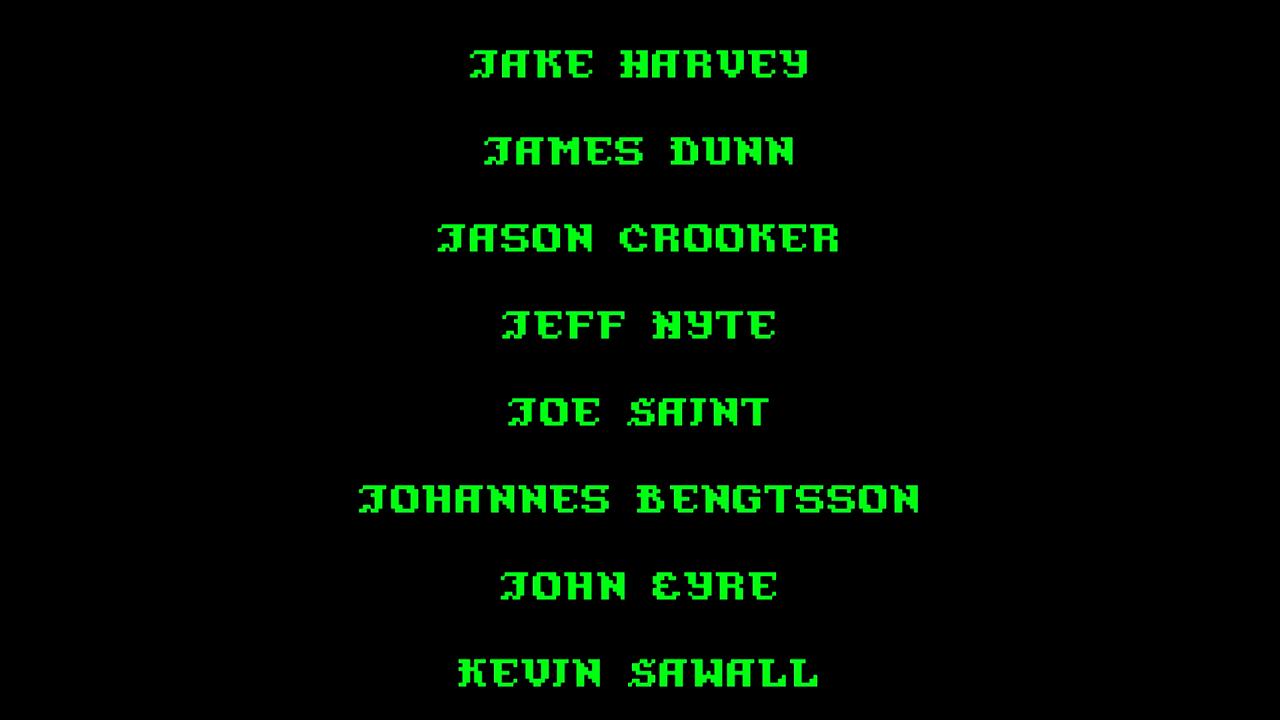 JAKE HARVEY
JAMES DUNN
JASON CROOKER
JEFF NYTE
JOE SAINT
JOHANNES BENGTSSON
JOHN EYRE
KEVIN SAWALL